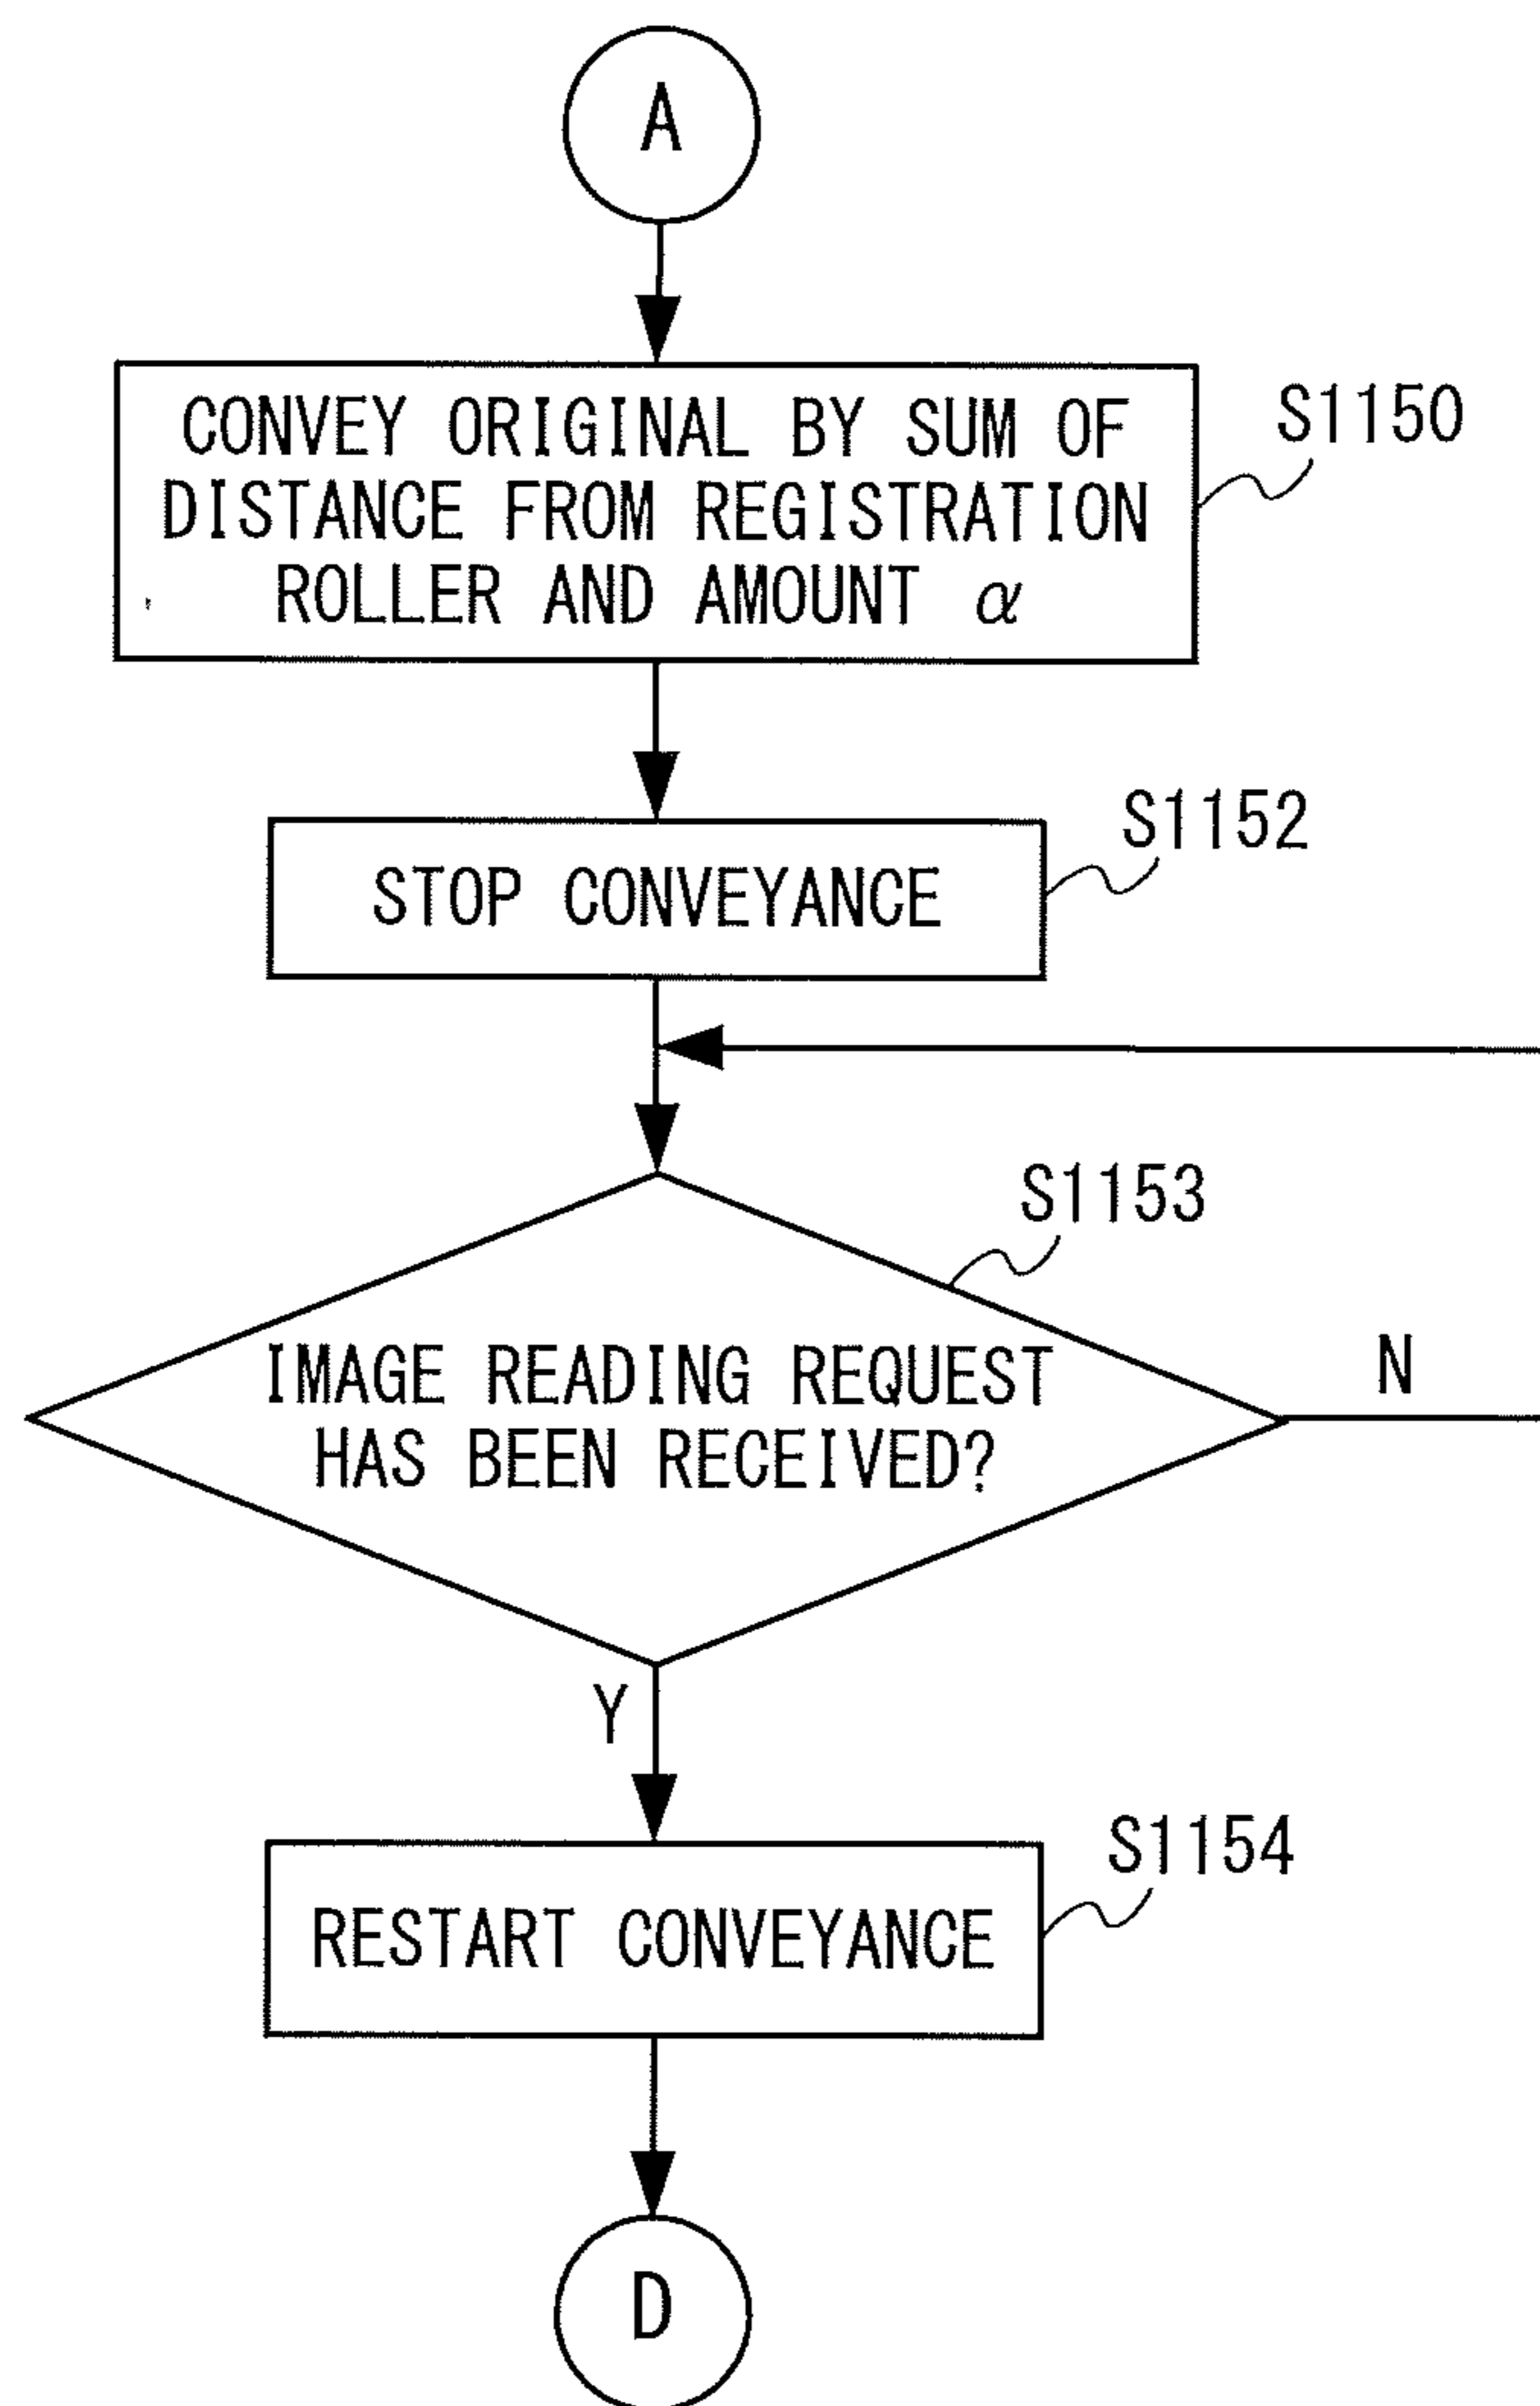 A
CONVEY ORIGINAL BY SUM OF
DISTANCE FROM REGISTRATION
ROLLER AND AMOUNT α
S1150
STOP CONVEYANCE
S1152
S1153
IMAGE READING REQUEST
HAS BEEN RECEIVED?
N
Y
RESTART CONVEYANCE
S1154
D